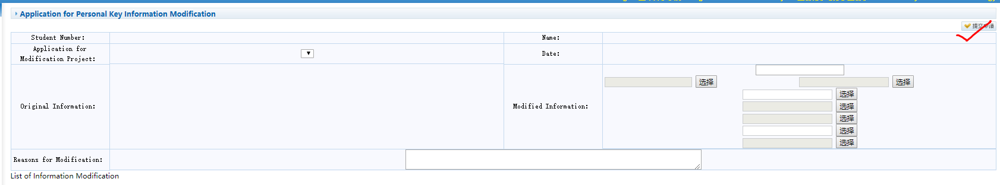 Application for Personal Key Information Modification
提交申请
Student Number:
Name:
Application for
Modification Project:
Date:
选择 选择
选择
Original Information:
Modified Information:
选择
选择
选择
选择
Reasons for Modification:
List of Information Modification